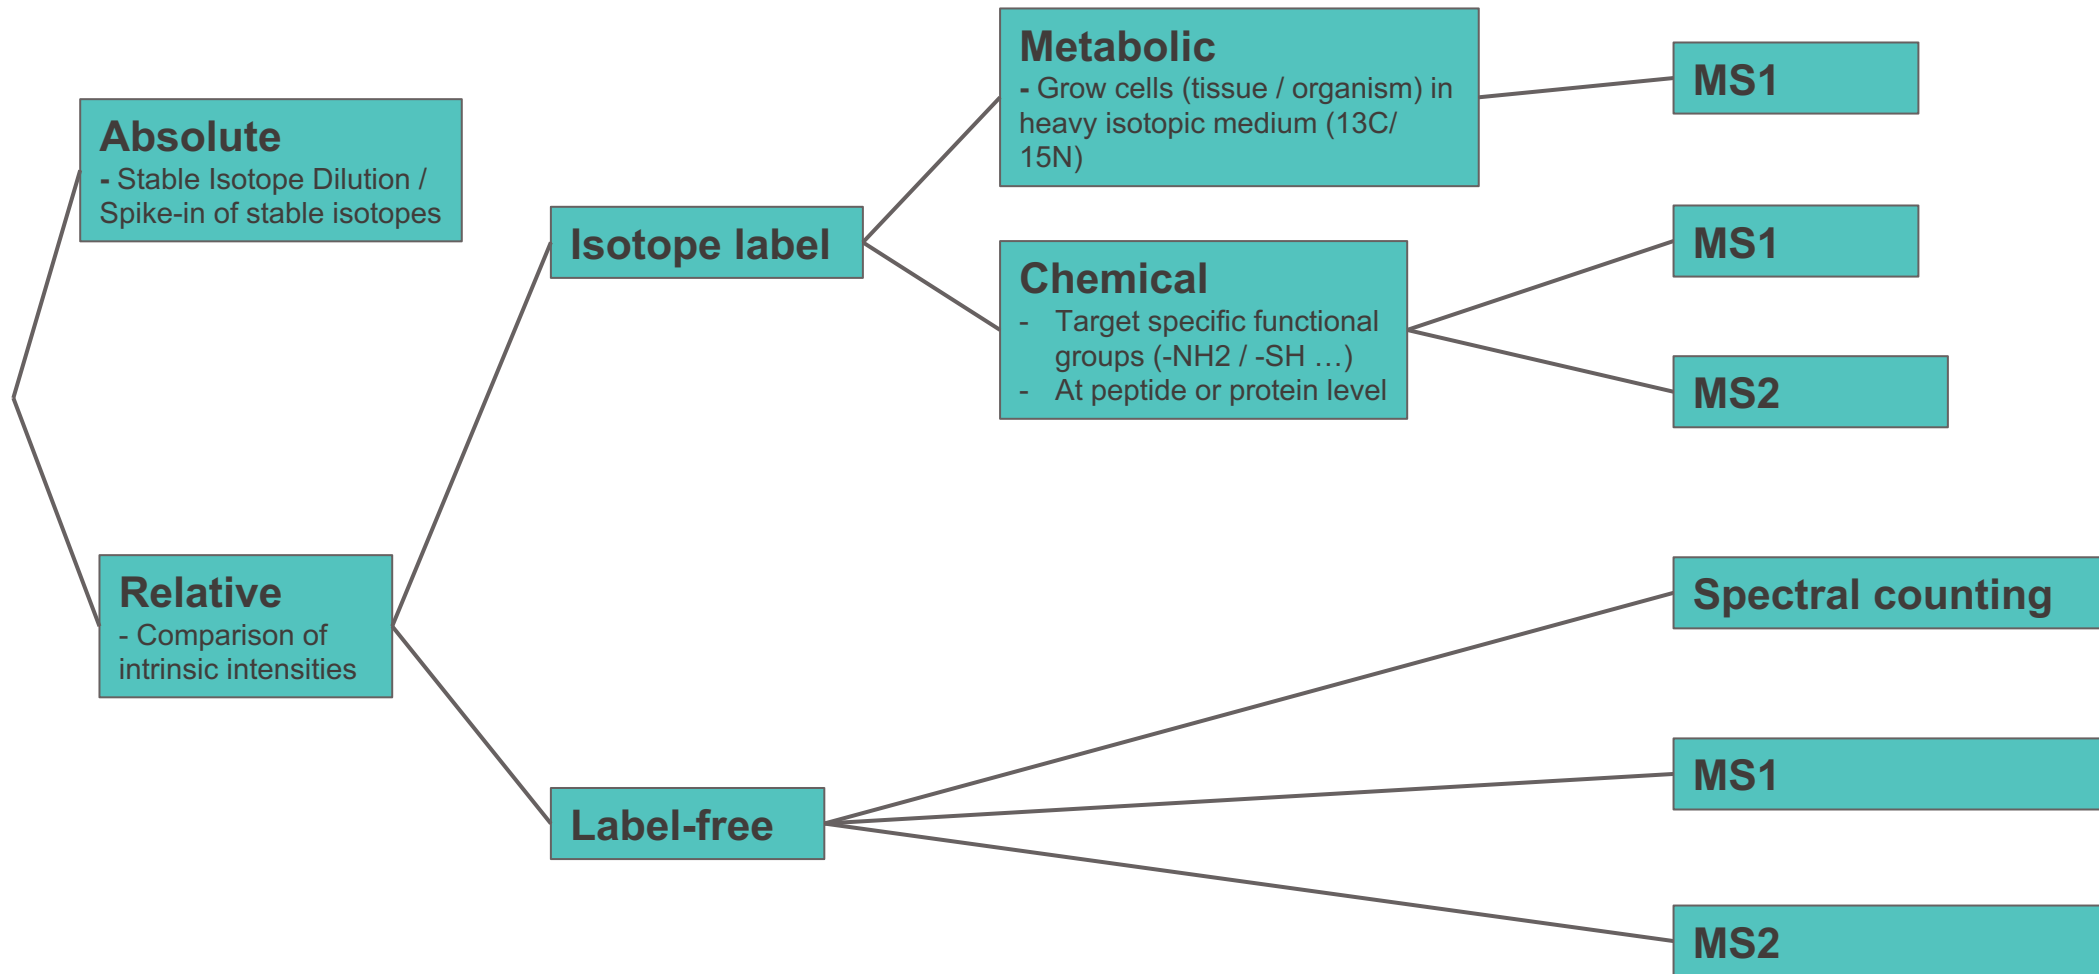 Absolute
- Stable Isotope Dilution /
Spike-in of stable isotopes
Relative
- Comparison of
intrinsic intensities
Isotope label
Label-free
Metabolic
- Grow cells (tissue / organism) in
heavy isotopic medium (13C/
15N)
Chemical
- Target specific functional
groups (-NH2 / -SH …)
- At peptide or protein level
MS1
MS1
MS2
Spectral counting
MS1
MS2